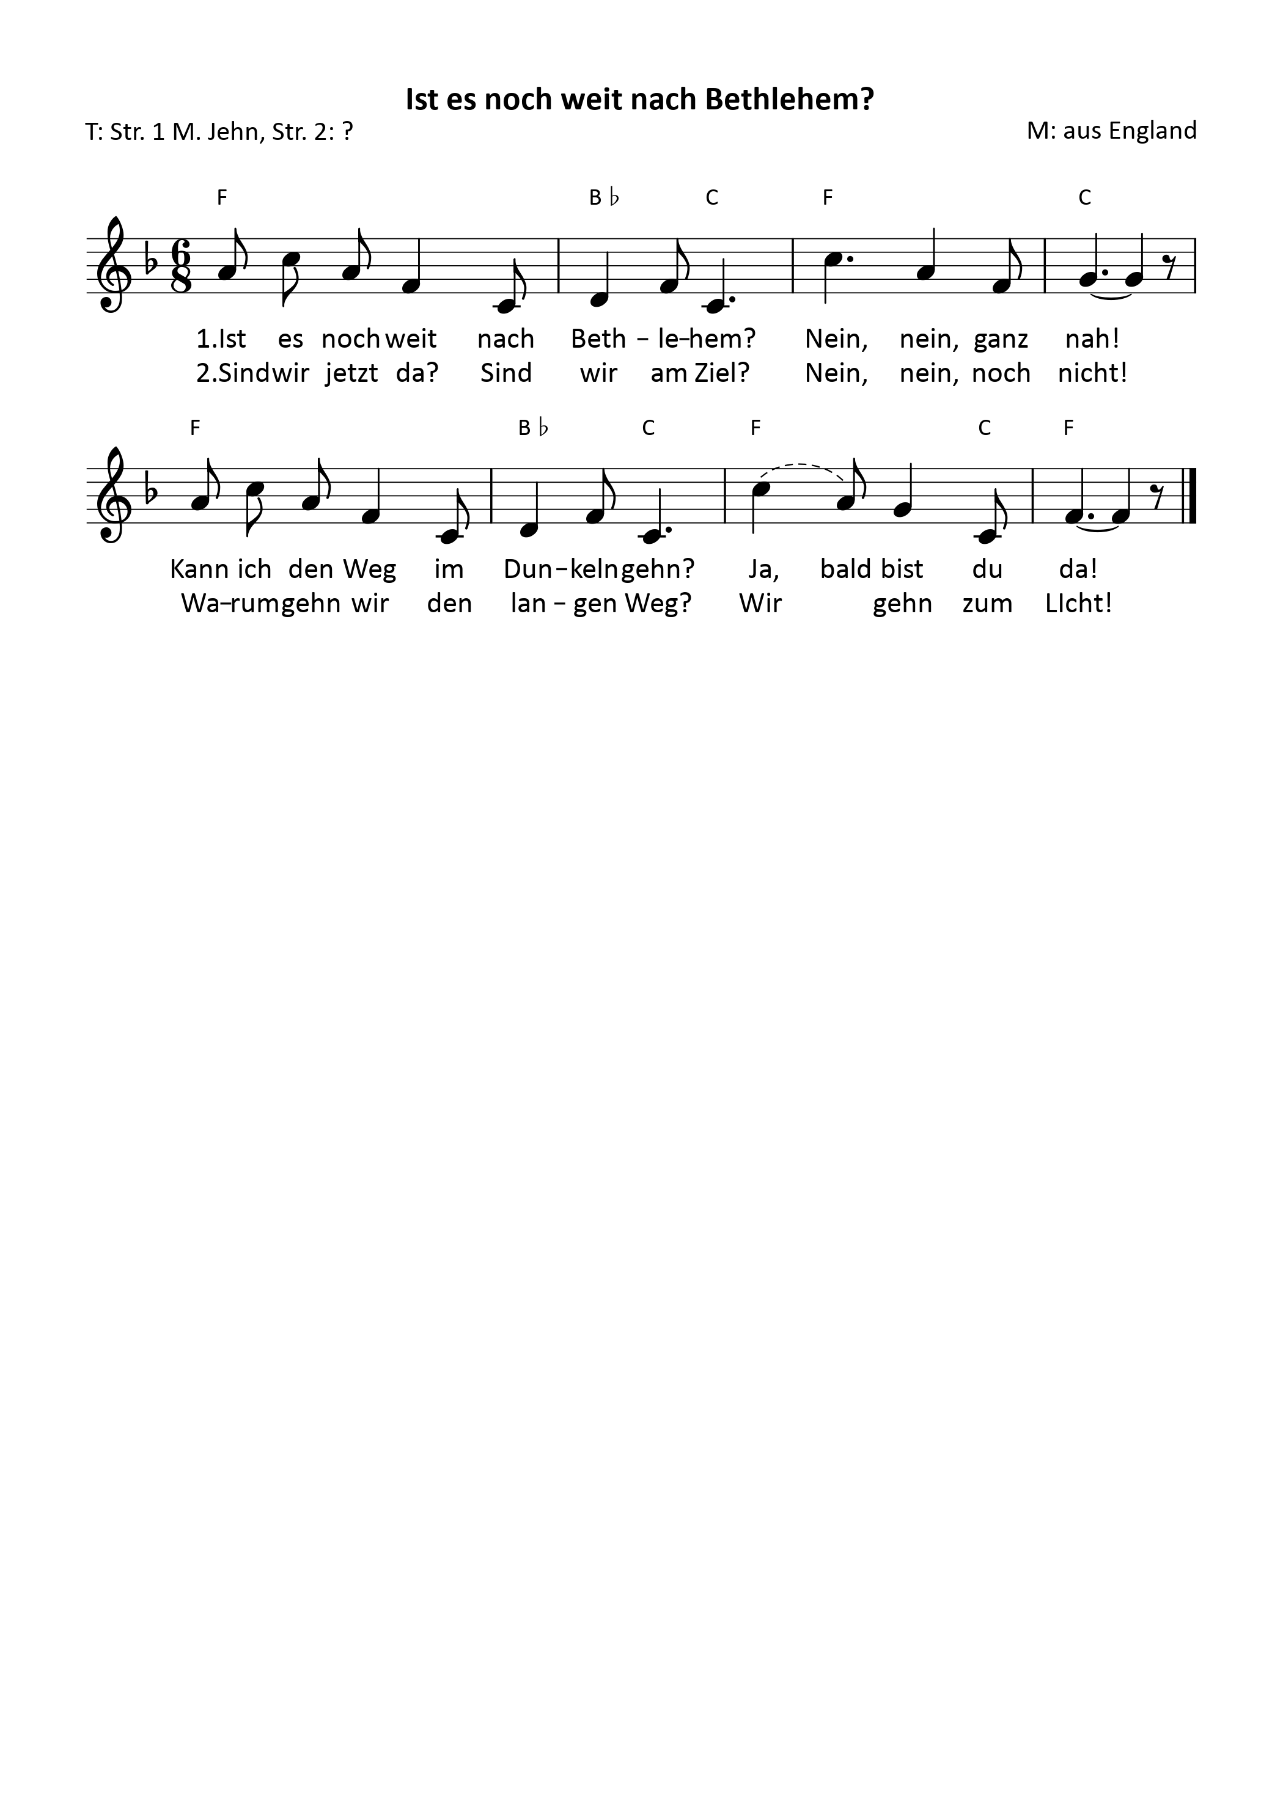 Ist es noch weit nach Bethlehem?
T: Str. 1 M. Jehn, Str. 2: ? M: aus England
F B♭ C F C
6
8
1.Ist es noch weit nach Beth – le–hem? Nein, nein, ganz nah!
2.Sind wir jetzt da? Sind wir am Ziel? Nein, nein, noch nicht!
F B♭ C F C F
Kann ich den Weg im Dun–keln gehn? Ja, bald bist du da!
Wa–rum gehn wir den lan – gen Weg? Wir gehn zum LIcht!